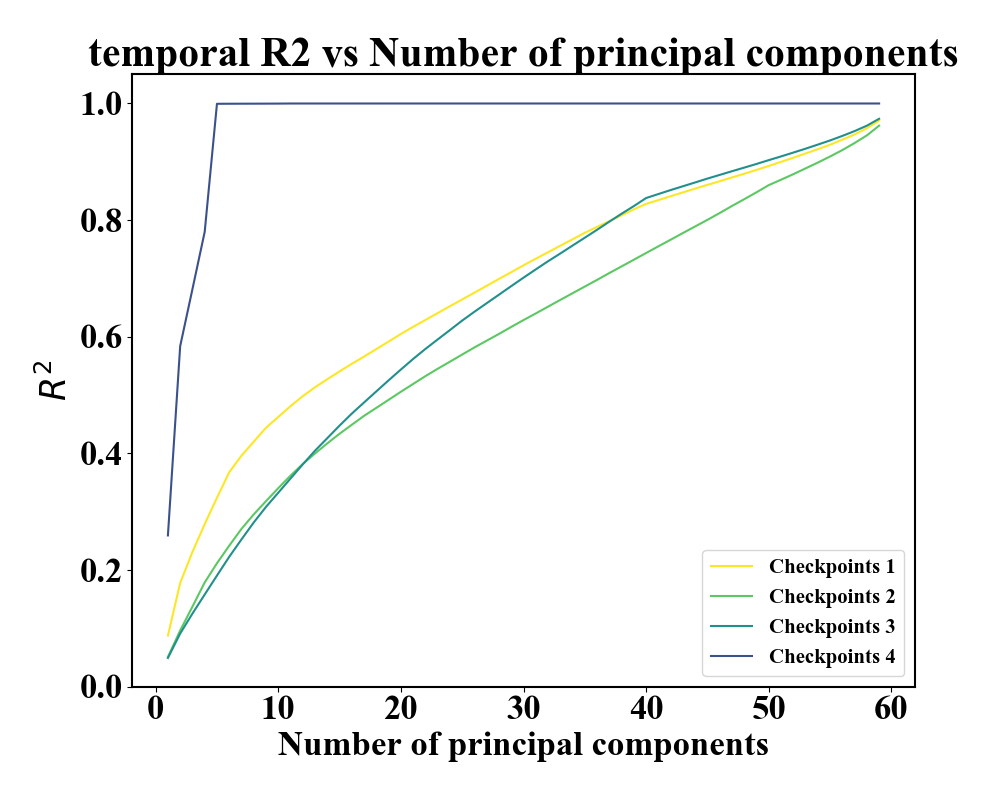 temporal R2 vs Number of principal components
R²
1.0
0.8
0.6
0.4
0.2
0.0
0 10 20 30 40 50 60
Number of principal components
Checkpoints 1
Checkpoints 2
Checkpoints 3
Checkpoints 4